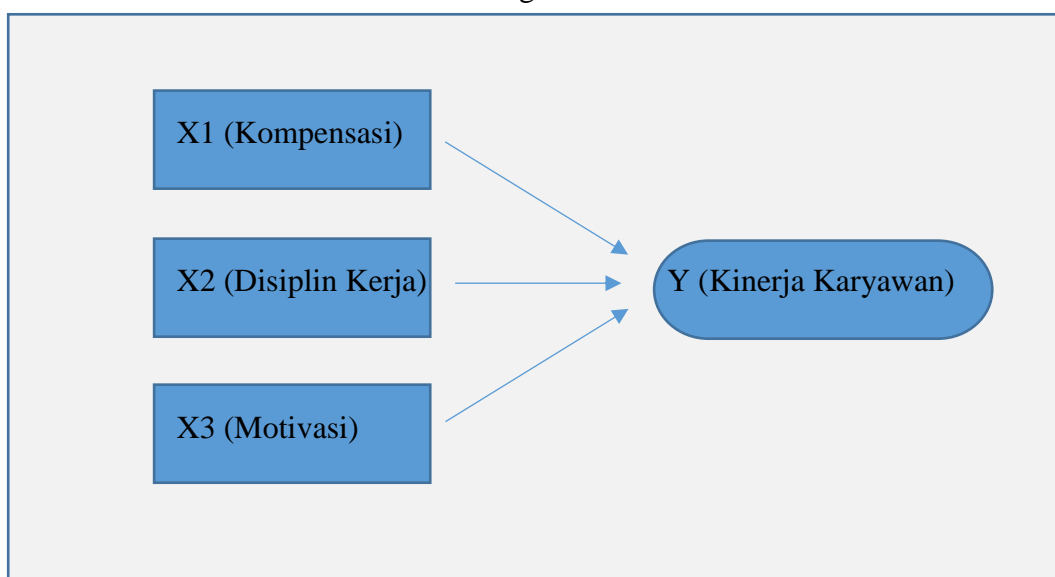 X1 (Kompensasi)
X2 (Disiplin Kerja)
Y (Kinerja Karyawan)
X3 (Motivasi)